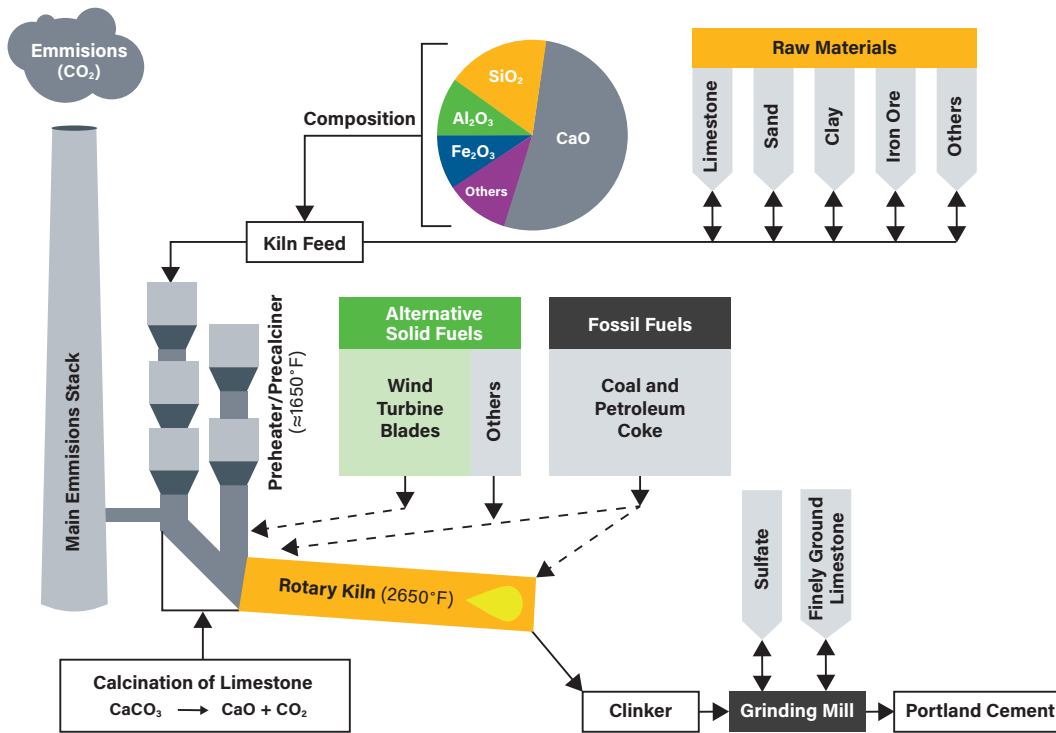 Emmisions
(CO₂)
Composition
SiO₂
Al₂O₃
Fe₂O₃
Others
CaO
Raw Materials
Limestone
Sand
Clay
Iron Ore
Others
Kiln Feed
Main Emmisions Stack
Preheater/Precalciner
(≈1650°F)
Alternative
Solid Fuels
Wind
Turbine
Blades
Others
Fossil Fuels
Coal and
Petroleum
Coke
Rotary Kiln (2650°F)
Calcination of Limestone
CaCO₃ → CaO + CO₂
Sulfate
Finely Ground
Limestone
Clinker
Grinding Mill
Portland Cement